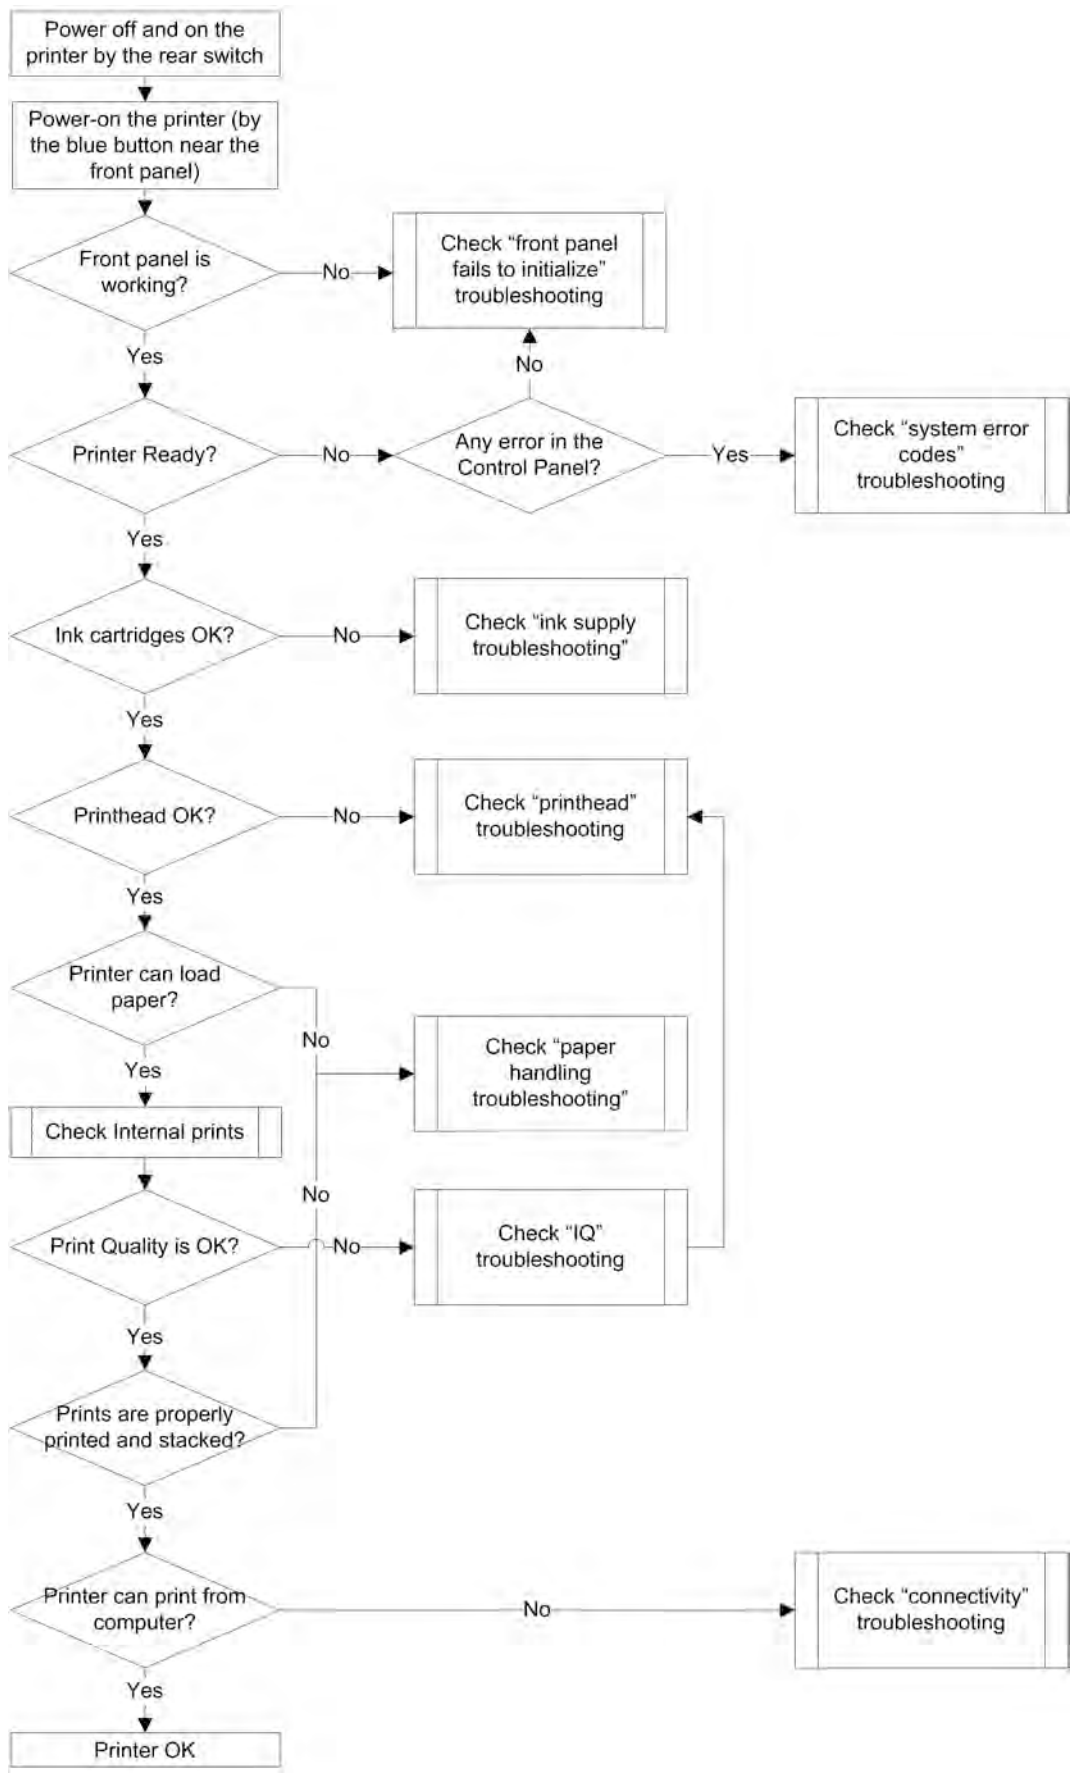 Power off and on the
printer by the rear switch
Power-on the printer (by
the blue button near the
front panel)
Front panel is
working?
No
Check “front panel
fails to initialize”
troubleshooting
Yes
No
Printer Ready?
No
Any error in the
Control Panel?
Yes
Check “system error
codes”
troubleshooting
Yes
Ink cartridges OK?
No
Check “ink supply
troubleshooting”
Yes
Printhead OK?
No
Check “printhead”
troubleshooting
Yes
Printer can load
paper?
No
Check “paper
handling
troubleshooting”
Yes
Check Internal prints
No
Print Quality is OK?
No
Check “IQ”
troubleshooting
Yes
Prints are properly
printed and stacked?
Yes
Printer can print from
computer?
No
Check “connectivity”
troubleshooting
Yes
Printer OK